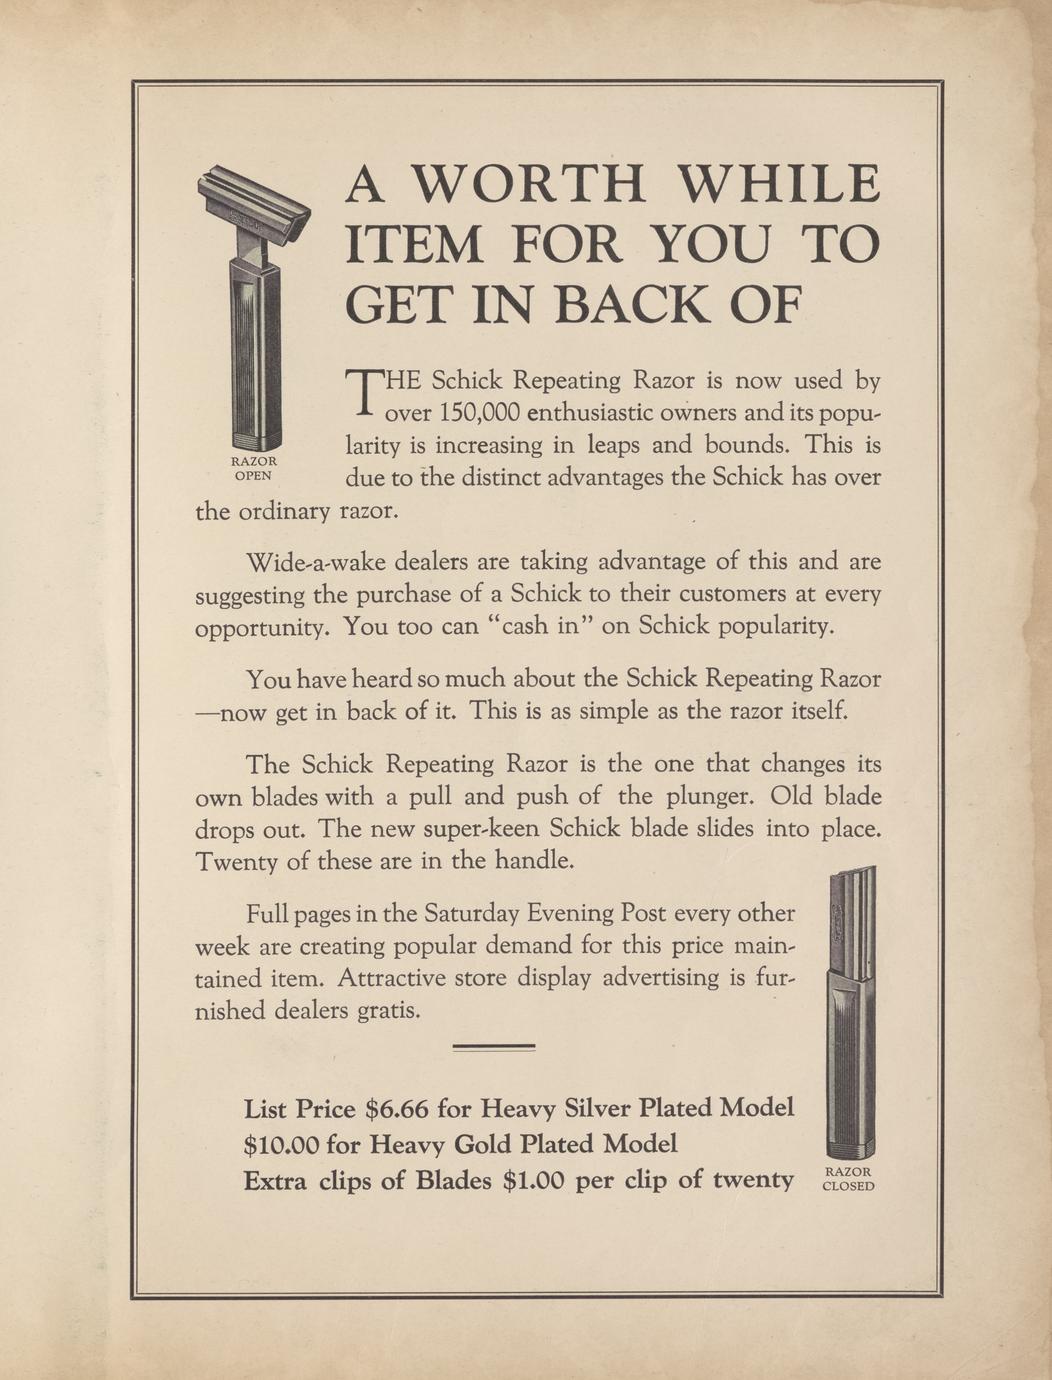 A WORTH WHILE
ITEM FOR YOU TO
GET IN BACK OF
THE Schick Repeating Razor is now used by
over 150,000 enthusiastic owners and its popu-
larity is increasing in leaps and bounds. This is
due to the distinct advantages the Schick has over
the ordinary razor.
RAZOR
OPEN
Wide-a-wake dealers are taking advantage of this and are
suggesting the purchase of a Schick to their customers at every
opportunity. You too can “cash in” on Schick popularity.
You have heard so much about the Schick Repeating Razor
—now get in back of it. This is as simple as the razor itself.
The Schick Repeating Razor is the one that changes its
own blades with a pull and push of the plunger. Old blade
drops out. The new super-keen Schick blade slides into place.
Twenty of these are in the handle.
Full pages in the Saturday Evening Post every other
week are creating popular demand for this price main-
tained item. Attractive store display advertising is fur-
nished dealers gratis.
List Price $6.66 for Heavy Silver Plated Model
$10.00 for Heavy Gold Plated Model
Extra clips of Blades $1.00 per clip of twenty
RAZOR
CLOSED